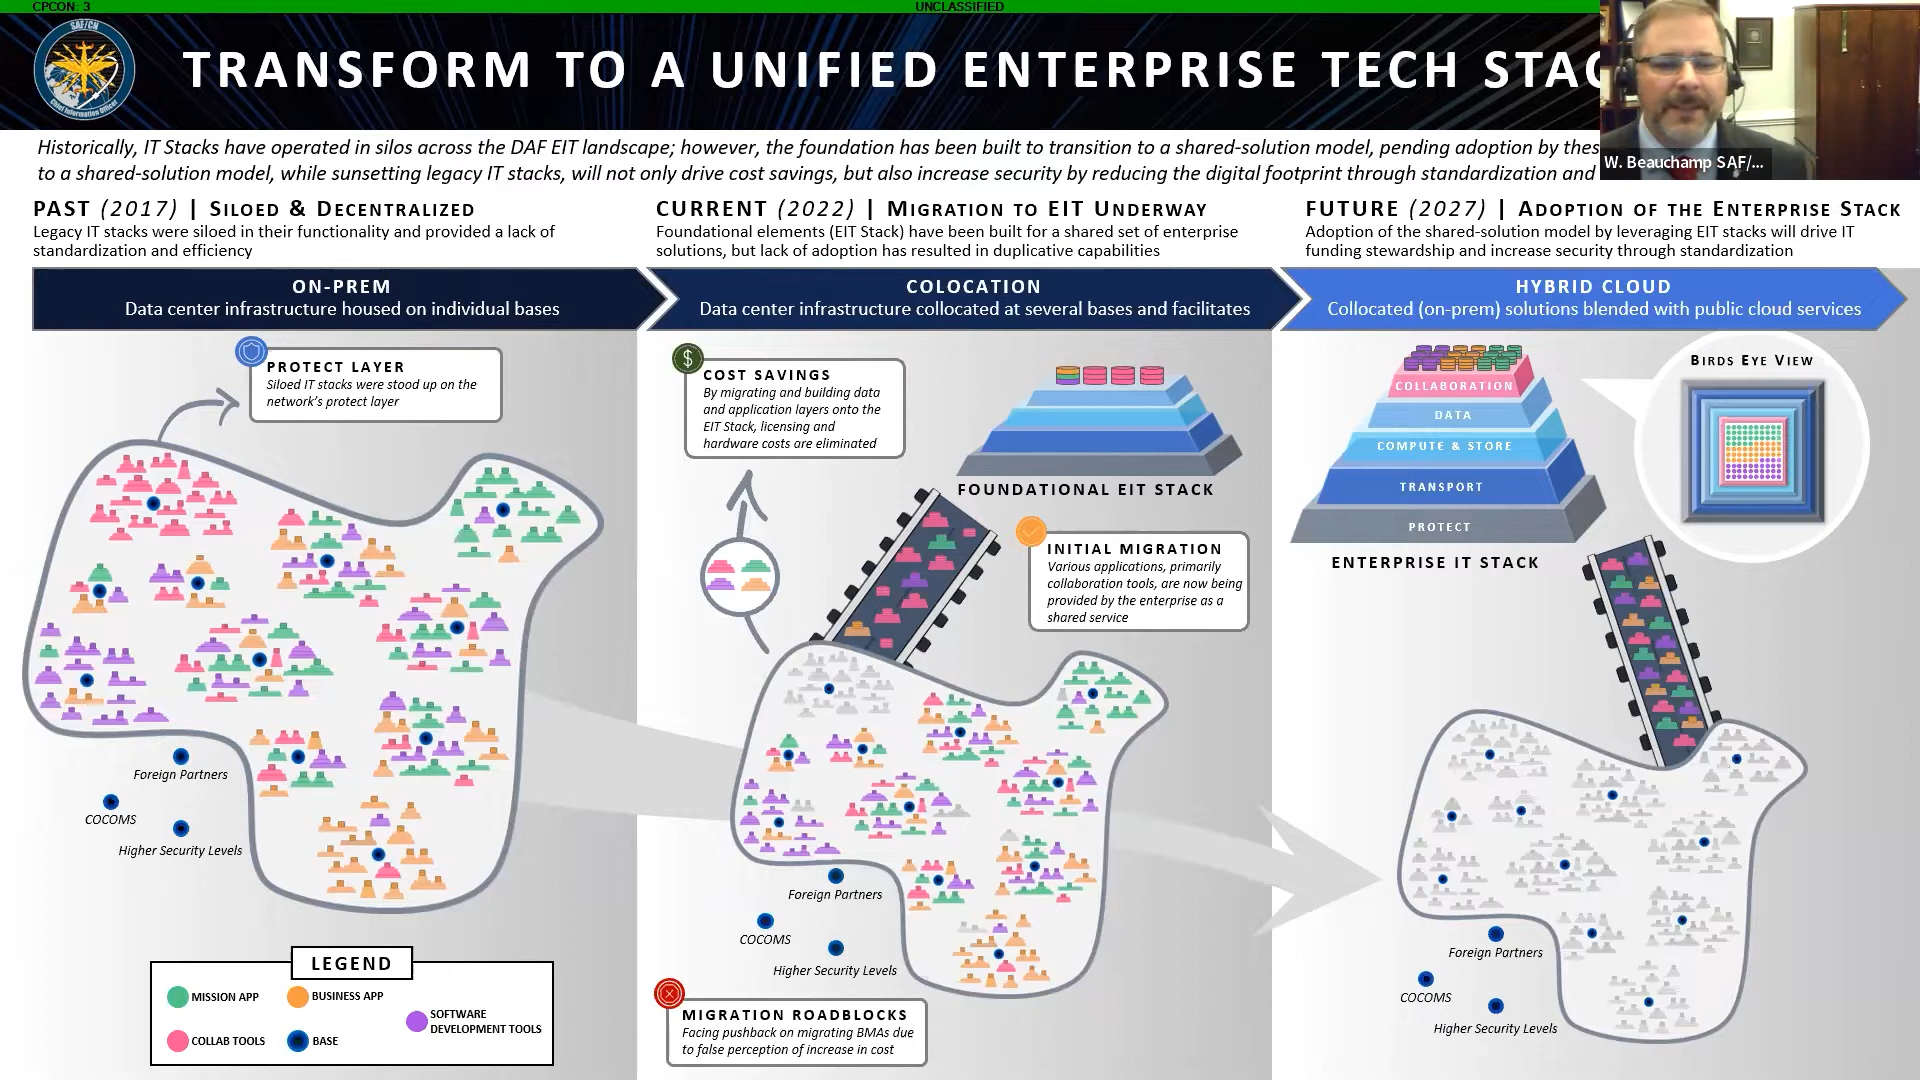 CPCON: 3
UNCLASSIFIED
SAF/CN
Chief Information Officer
TRANSFORM TO A UNIFIED ENTERPRISE TECH STAC
Historically, IT Stacks have operated in silos across the DAF EIT landscape; however, the foundation has been built to transition to a shared-solution model, pending adoption by thes
to a shared-solution model, while sunsetting legacy IT stacks, will not only drive cost savings, but also increase security by reducing the digital footprint through standardization and
W. Beauchamp SAF/...
PAST (2017) | SILOED & DECENTRALIZED
Legacy IT stacks were siloed in their functionality and provided a lack of
standardization and efficiency
ON-PREM
Data center infrastructure housed on individual bases
PROTECT LAYER
Siloed IT stacks were stood up on the
network's protect layer
Foreign Partners
COCOMS
Higher Security Levels
LEGEND
MISSION APP
BUSINESS APP
SOFTWARE
DEVELOPMENT TOOLS
COLLAB TOOLS
BASE
CURRENT (2022) | MIGRATION TO EIT UNDERWAY
Foundational elements (EIT Stack) have been built for a shared set of enterprise
solutions, but lack of adoption has resulted in duplicative capabilities
COLOCATION
Data center infrastructure collocated at several bases and facilitates
$
COST SAVINGS
By migrating and building data
and application layers onto the
EIT Stack, licensing and
hardware costs are eliminated
FOUNDATIONAL EIT STACK
INITIAL MIGRATION
Various applications, primarily
collaboration tools, are now being
provided by the enterprise as a
shared service
Foreign Partners
COCOMS
Higher Security Levels
MIGRATION ROADBLOCKS
Facing pushback on migrating BMAs due
to false perception of increase in cost
FUTURE (2027) | ADOPTION OF THE ENTERPRISE STACK
Adoption of the shared-solution model by leveraging EIT stacks will drive IT
funding stewardship and increase security through standardization
HYBRID CLOUD
Collocated (on-prem) solutions blended with public cloud services
COLLABORATION
DATA
COMPUTE & STORE
TRANSPORT
PROTECT
ENTERPRISE IT STACK
BIRDS EYE VIEW
Foreign Partners
COCOMS
Higher Security Levels